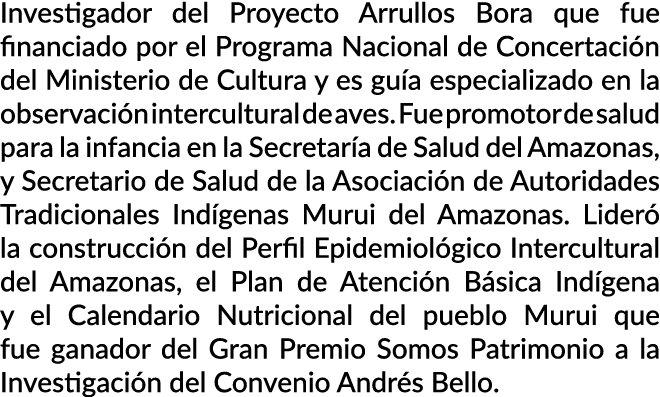 Investigador del Proyecto Arrullos Bora que fue
financiado por el Programa Nacional de Concertación
del Ministerio de Cultura y es guía especializado en la
observación intercultural de aves. Fue promotor de salud
para la infancia en la Secretaría de Salud del Amazonas,
y Secretario de Salud de la Asociación de Autoridades
Tradicionales Indígenas Murui del Amazonas. Lideró
la construcción del Perfil Epidemiológico Intercultural
del Amazonas, el Plan de Atención Básica Indígena
y el Calendario Nutricional del pueblo Murui que
fue ganador del Gran Premio Somos Patrimonio a la
Investigación del Convenio Andrés Bello.